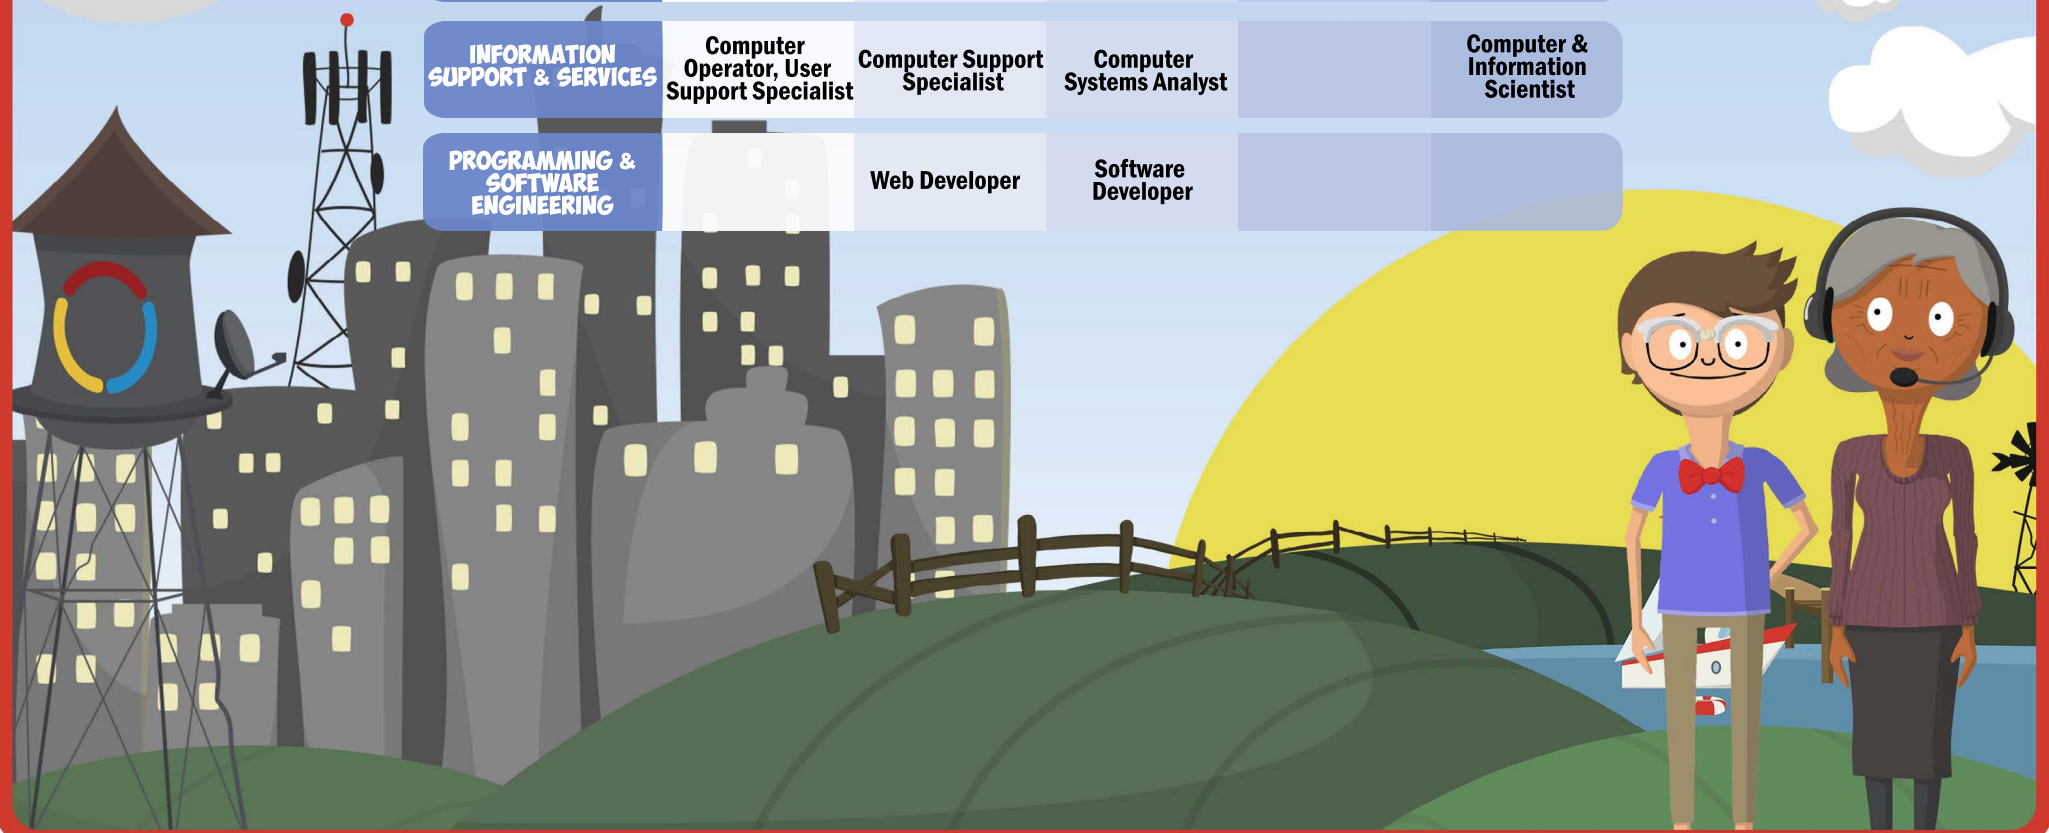 INFORMATION
SUPPORT & SERVICES
Computer
Operator, User
Support Specialist
Computer Support
Specialist
Computer
Systems Analyst
Computer &
Information
Scientist
PROGRAMMING &
SOFTWARE
ENGINEERING
Web Developer
Software
Developer